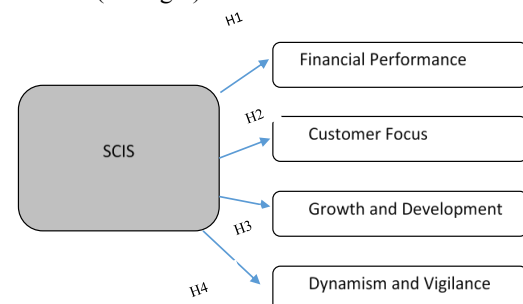 H1
Financial Performance
H2
Customer Focus
SCIS
Growth and Development
H3
Dynamism and Vigilance
H4